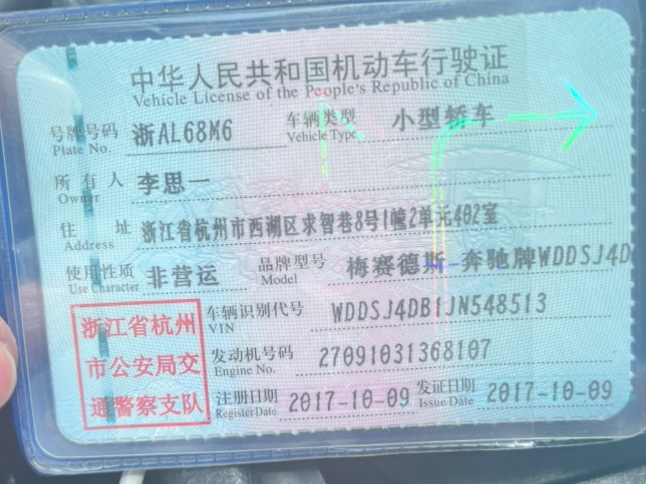 中华人民共和国机动车行驶证
Vehicle License of the People's Republic of China
号牌号码 浙AL68M6 车辆类型 小型轿车
Plate No. Vehicle Type
所有人 李思一
Owner
住址 浙江省杭州市西湖区求智巷8号1幢2单元402室
Address
使用性质 非营运 品牌型号 梅赛德斯-奔驰牌WDDSJ4D
Use Character Model
浙江省杭州
市公安局交
通警察支队
车辆识别代号 WDDSJ4DB1JN548513
VIN
发动机号码 27091031368107
Engine No.
注册日期 2017-10-09 发证日期 2017-10-09
Register Date Issue Date